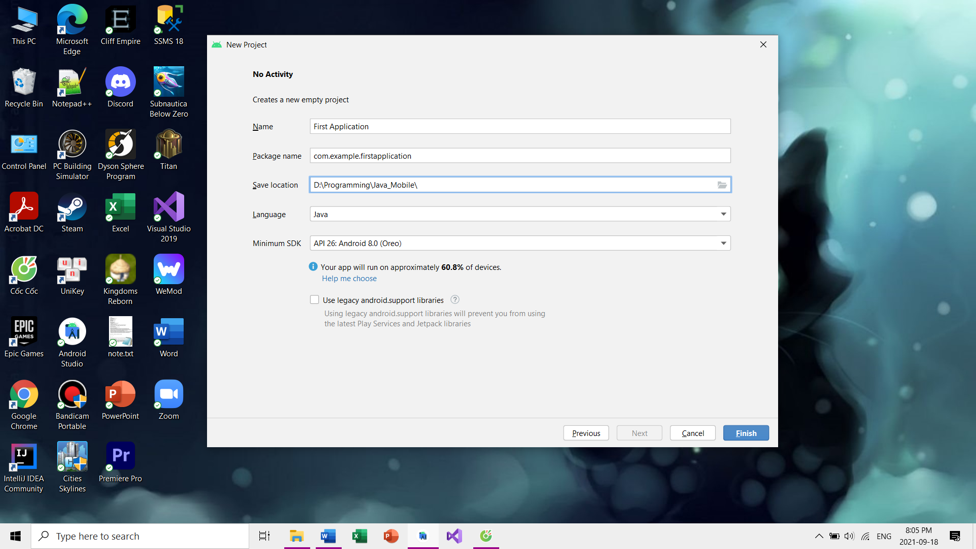 This PC
Microsoft
Edge
Cliff Empire
SSMS 18
Recycle Bin
Notepad++
Discord
Subnautica
Below Zero
Control Panel
PC Building
Simulator
Dyson Sphere
Program
Titan
Acrobat DC
Steam
Excel
Visual Studio
2019
Cốc Cốc
UniKey
Kingdoms
Reborn
WeMod
Epic Games
Android
Studio
note.txt
Word
Google
Chrome
Bandicam
Portable
PowerPoint
Zoom
IntelliJ IDEA
Community
Cities
Skylines
Premiere Pro
New Project
No Activity
Creates a new empty project
Name First Application
Package name com.example.firstapplication
Save location D:\Programming\Java_Mobile\
Language Java
Minimum SDK API 26: Android 8.0 (Oreo)
Your app will run on approximately 60.8% of devices.
Help me choose
Use legacy android.support libraries ?
Using legacy android.support libraries will prevent you from using
the latest Play Services and Jetpack libraries
Previous Next Cancel Finish
Type here to search
ENG
8:05 PM
2021-09-18